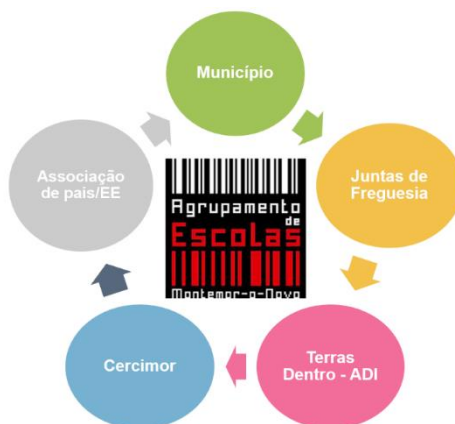 Município
Juntas de
Freguesia
Terras
Dentro - ADI
Cercimor
Associação
de pais/EE
Agrupamento
de
Escolas
Montemor-o-Novo